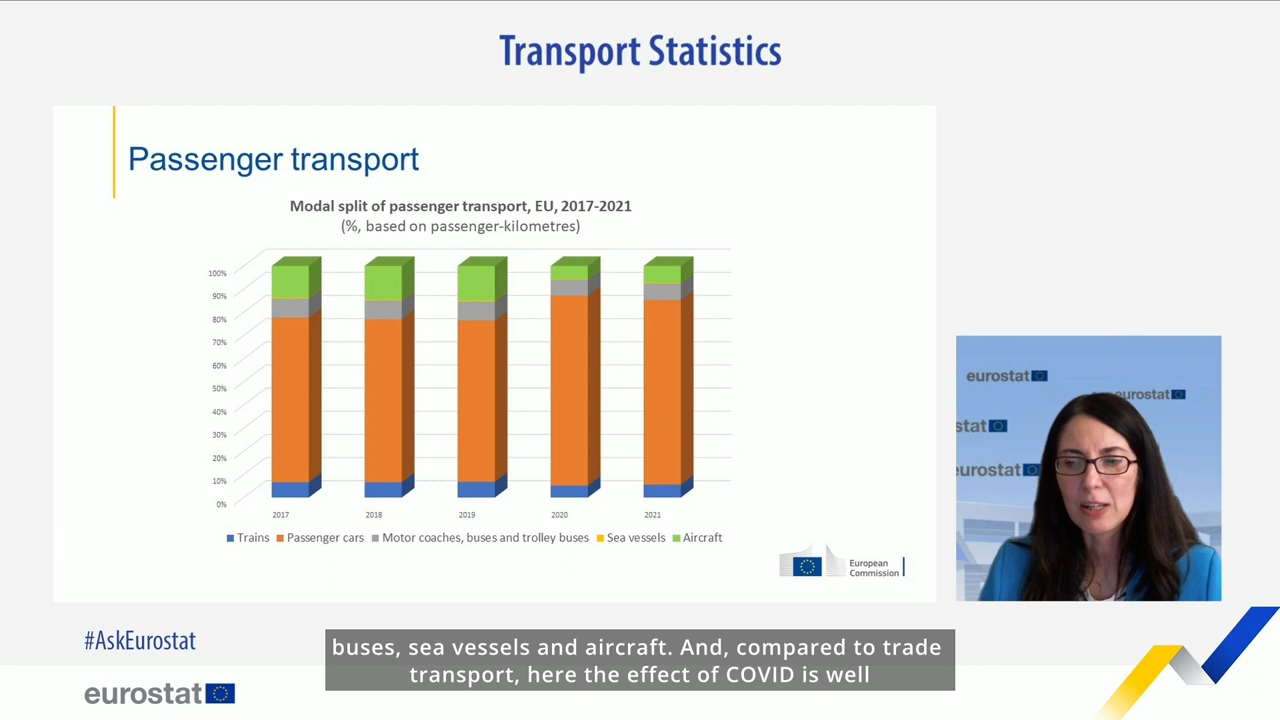 Transport Statistics
Passenger transport
Modal split of passenger transport, EU, 2017-2021
(%, based on passenger-kilometres)
100%
90%
80%
70%
60%
50%
40%
30%
20%
10%
0%
2017
2018
2019
2020
2021
Trains Passenger cars Motor coaches, buses and trolley buses Sea vessels Aircraft
European
Commission
eurostat
eurostat
stat
eurostat
#AskEurostat
buses, sea vessels and aircraft. And, compared to trade
transport, here the effect of COVID is well
eurostat